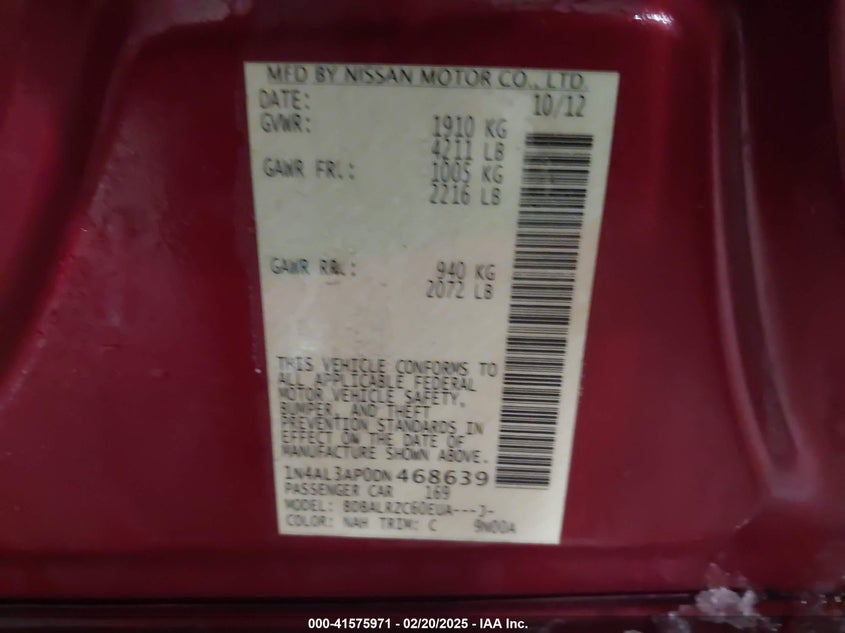 MFD BY NISSAN MOTOR CO., LTD.
DATE: 10/12
GVWR: 1910 KG
4211 LB
GAWR FR.: 1005 KG
2216 LB
GAWR RR.: 940 KG
2072 LB
THIS VEHICLE CONFORMS TO
ALL APPLICABLE FEDERAL
MOTOR VEHICLE SAFETY,
BUMPER, AND THEFT
PREVENTION STANDARDS IN
EFFECT ON THE DATE OF
MANUFACTURE SHOWN ABOVE.
1N4AL3AP0DN468639
PASSENGER CAR 169
MODEL: BDBALRZC60EUA---J-
COLOR: NAH TRIM: C 9W00A
000-41575971 - 02/20/2025 - IAA Inc.